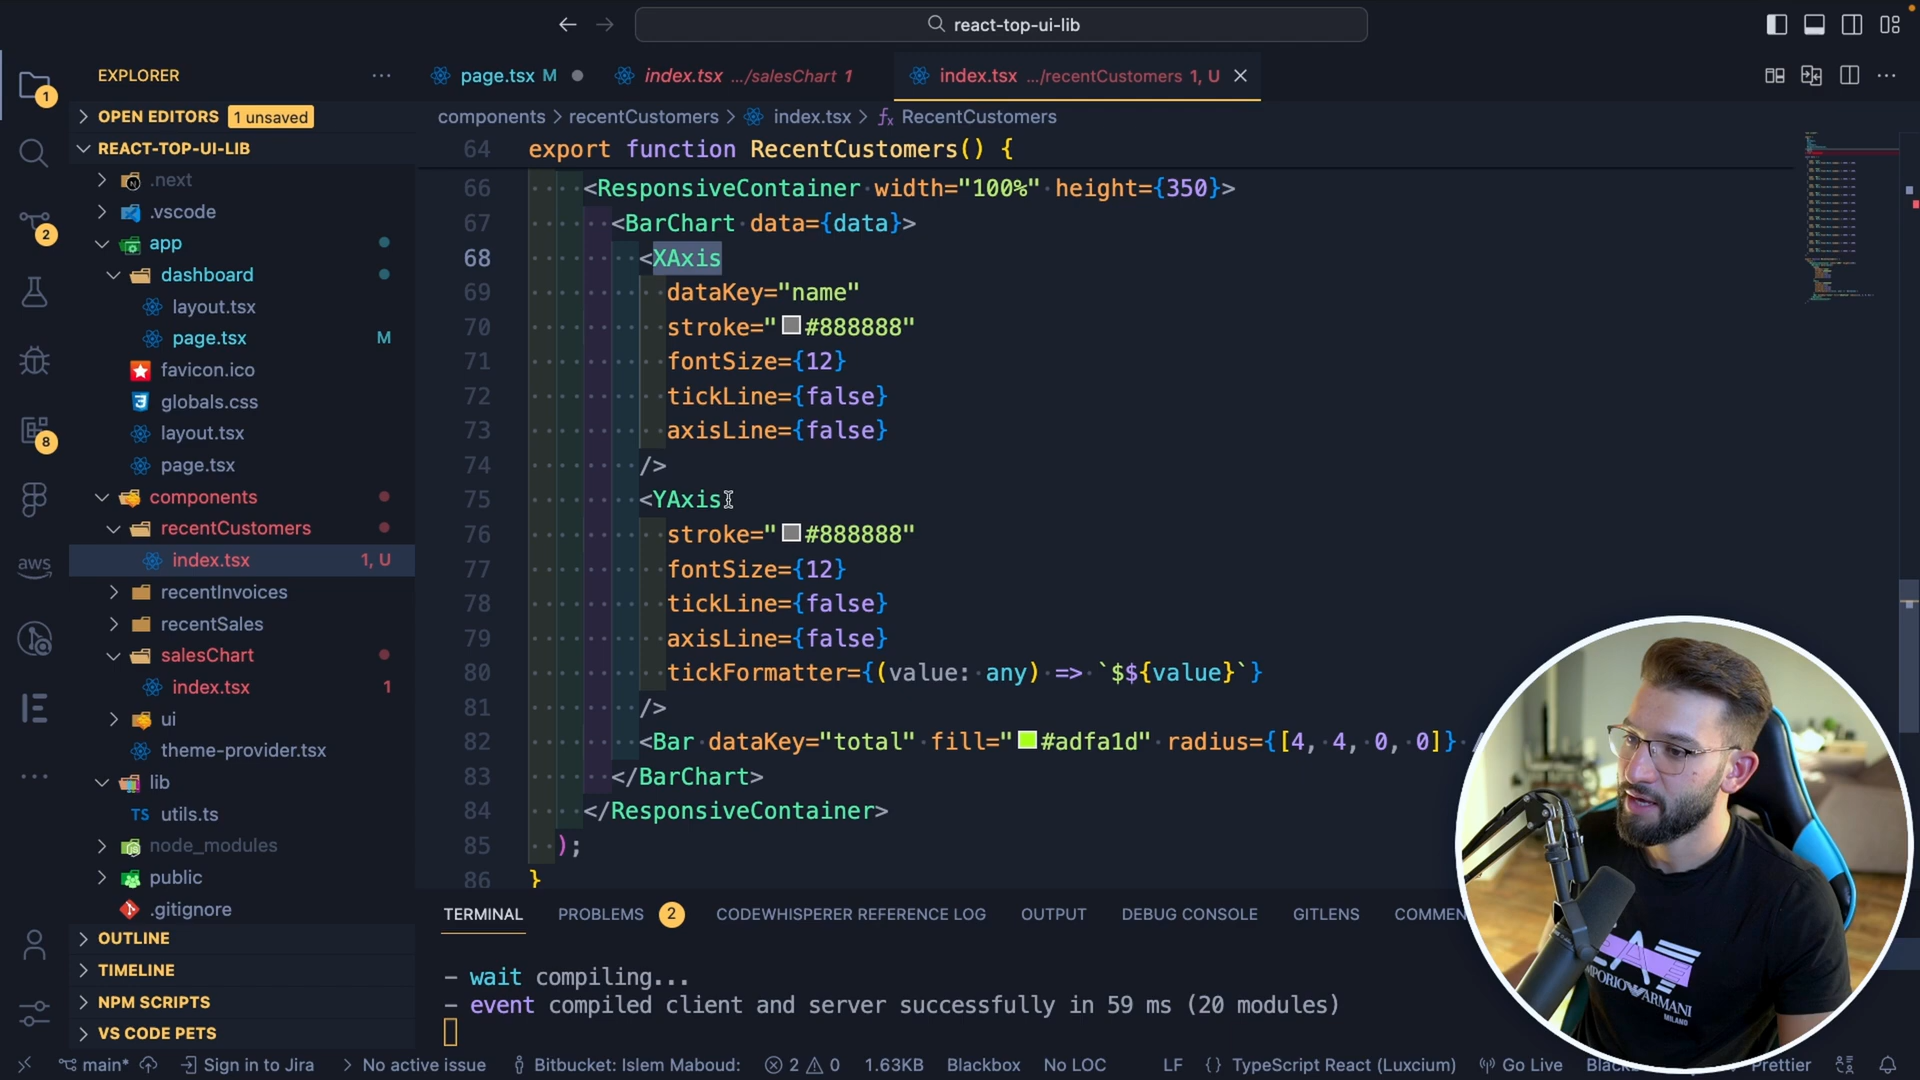 react-top-ui-lib
EXPLORER
page.tsx M
index.tsx .../salesChart 1
index.tsx .../recentCustomers 1, U
OPEN EDITORS 1 unsaved
components > recentCustomers > index.tsx > RecentCustomers
REACT-TOP-UI-LIB
.next
.vscode
app
dashboard
layout.tsx
page.tsx M
favicon.ico
globals.css
layout.tsx
page.tsx
components
recentCustomers
index.tsx 1, U
recentInvoices
recentSales
salesChart
index.tsx 1
ui
theme-provider.tsx
lib
utils.ts
node_modules
public
.gitignore
OUTLINE
TIMELINE
NPM SCRIPTS
VS CODE PETS
1
2
8
aws
64 export function RecentCustomers() {
66 <ResponsiveContainer width="100%" height={350}>
67 <BarChart data={data}>
68 <XAxis
69 dataKey="name"
70 stroke="#888888"
71 fontSize={12}
72 tickLine={false}
73 axisLine={false}
74 />
75 <YAxis
76 stroke="#888888"
77 fontSize={12}
78 tickLine={false}
79 axisLine={false}
80 tickFormatter={(value: any) => `$${value}`}
81 />
82 <Bar dataKey="total" fill="#adfa1d" radius={[4, 4, 0, 0]} /
83 </BarChart>
84 </ResponsiveContainer>
85 );
86 }
TERMINAL PROBLEMS 2 CODEWHISPERER REFERENCE LOG OUTPUT DEBUG CONSOLE GITLENS COMMEN
- wait compiling...
- event compiled client and server successfully in 59 ms (20 modules)
EMPORIO ARMANI
MILANO
main* Sign in to Jira No active issue Bitbucket: Islem Maboud: 2 0 1.63KB Blackbox No LOC LF {} TypeScript React (Luxcium) Go Live Prettier